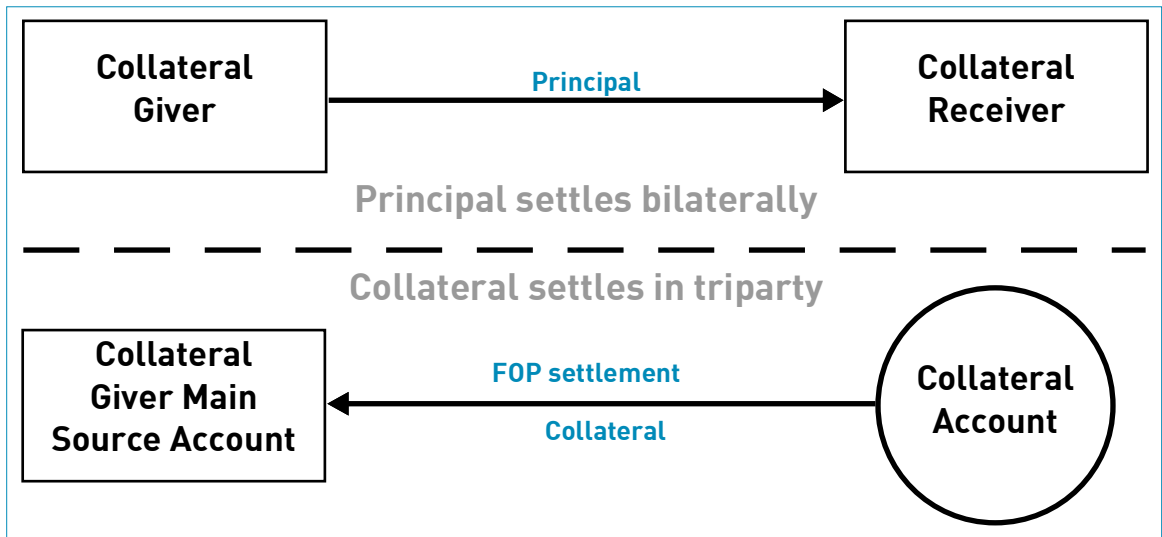 Collateral
Giver
Principal
Collateral
Receiver
Principal settles bilaterally
Collateral settles in triparty
Collateral
Giver Main
Source Account
FOP settlement
Collateral
Collateral
Account